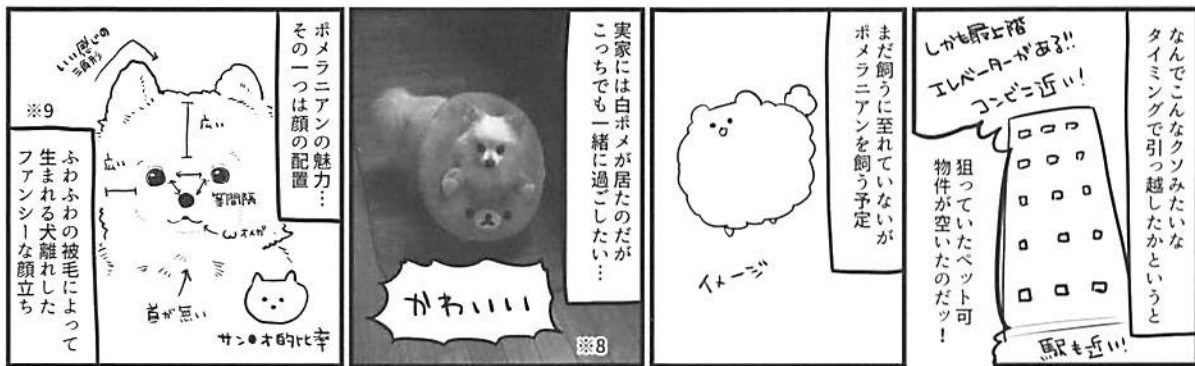 なんでこんなクソみたいな
タイミングで引っ越したかというと
しかも最上階
エレベーターがある!!
コンビニ近い！
狙っていたペット可
物件が空いたのだッ！
駅も近い！
まだ飼うに至れていないが
ポメラニアンを飼う予定
イメージ
実家には白ポメが居たのだが
こっちでも一緒に過ごしたい…
かわいい
※8
ポメラニアンの魅力…
その一つは顔の配置
いい感じの
三角形
広い
広い
等間隔
ωオメガ
首が無い
サン●オ的比率
※9
ふわふわの被毛によって
生まれる犬離れした
ファンシーな顔立ち